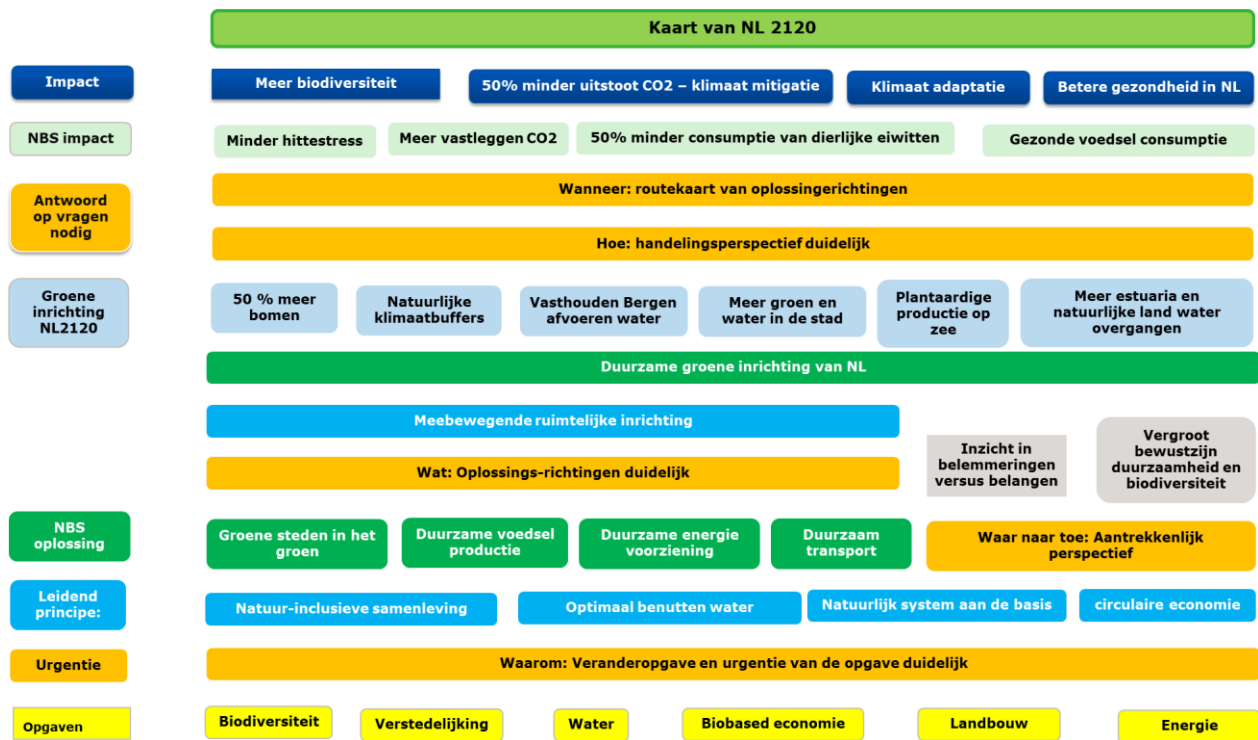 Kaart van NL 2120
Impact
Meer biodiversiteit
50% minder uitstoot CO2 – klimaat mitigatie
Klimaat adaptatie
Betere gezondheid in NL
NBS impact
Minder hittestress
Meer vastleggen CO2
50% minder consumptie van dierlijke eiwitten
Gezonde voedsel consumptie
Antwoord
op vragen
nodig
Wanneer: routekaart van oplossingerichtingen
Hoe: handelingsperspectief duidelijk
Groene
inrichting
NL2120
50 % meer
bomen
Natuurlijke
klimaatbuffers
Vasthouden Bergen
afvoeren water
Meer groen en
water in de stad
Plantaardige
productie op
zee
Meer estuaria en
natuurlijke land water
overgangen
Duurzame groene inrichting van NL
Meebewegende ruimtelijke inrichting
Wat: Oplossings-richtingen duidelijk
Inzicht in
belemmeringen
versus belangen
Vergroot
bewustzijn
duurzaamheid en
biodiversiteit
NBS
oplossing
Groene steden in het
groen
Duurzame voedsel
productie
Duurzame energie
voorziening
Duurzaam
transport
Waar naar toe: Aantrekkenlijk
perspectief
Leidend
principe:
Natuur-inclusieve samenleving
Optimaal benutten water
Natuurlijk system aan de basis
circulaire economie
Urgentie
Waarom: Veranderopgave en urgentie van de opgave duidelijk
Opgaven
Biodiversiteit
Verstedelijking
Water
Biobased economie
Landbouw
Energie